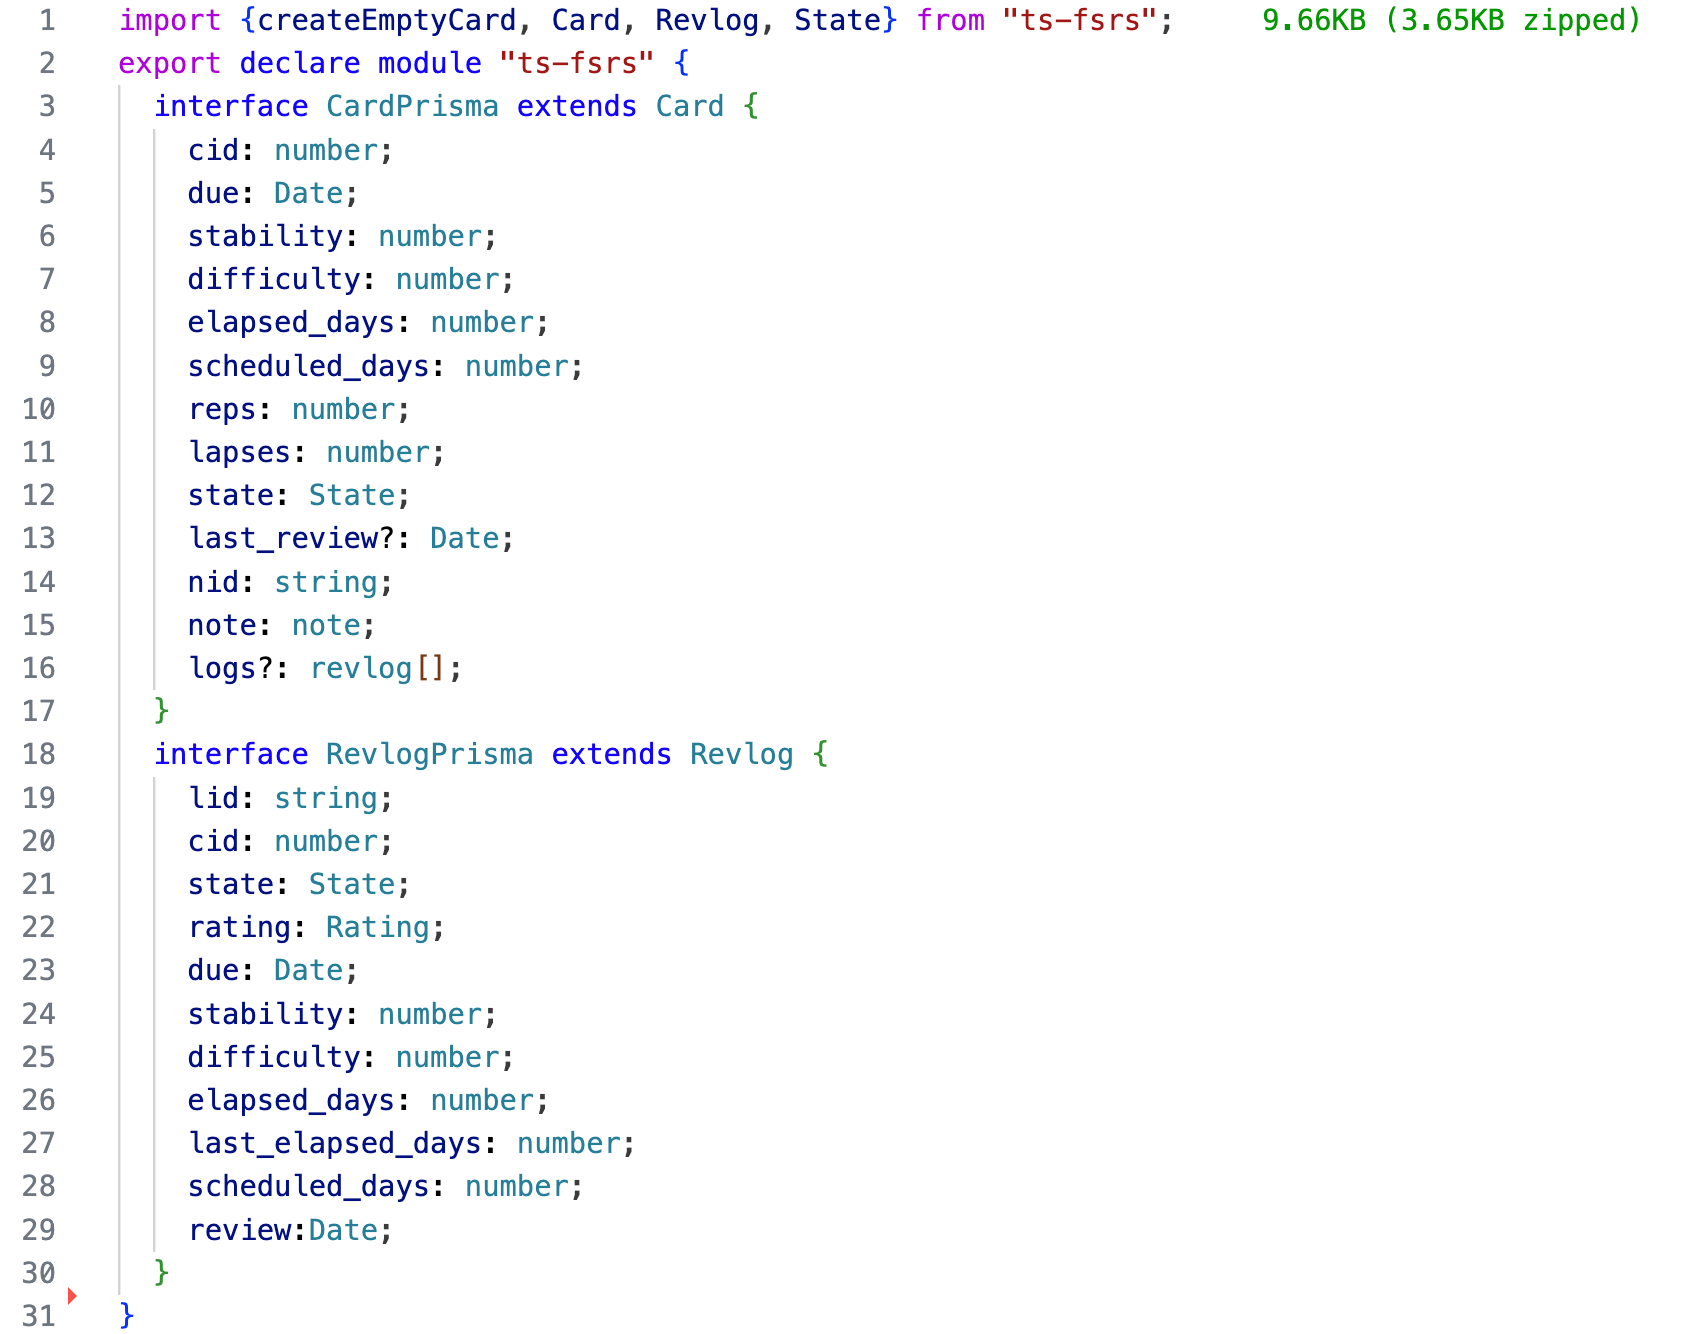 1 import {createEmptyCard, Card, Revlog, State} from "ts-fsrs"; 9.66KB (3.65KB zipped)
2 export declare module "ts-fsrs" {
3 interface CardPrisma extends Card {
4 cid: number;
5 due: Date;
6 stability: number;
7 difficulty: number;
8 elapsed_days: number;
9 scheduled_days: number;
10 reps: number;
11 lapses: number;
12 state: State;
13 last_review?: Date;
14 nid: string;
15 note: note;
16 logs?: revlog[];
17 }
18 interface RevlogPrisma extends Revlog {
19 lid: string;
20 cid: number;
21 state: State;
22 rating: Rating;
23 due: Date;
24 stability: number;
25 difficulty: number;
26 elapsed_days: number;
27 last_elapsed_days: number;
28 scheduled_days: number;
29 review:Date;
30 }
31 }